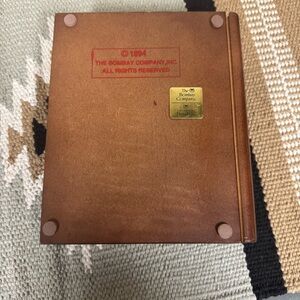 © 1994
THE BOMBAY COMPANY, INC
ALL RIGHTS RESERVED
The
Bombay
Company